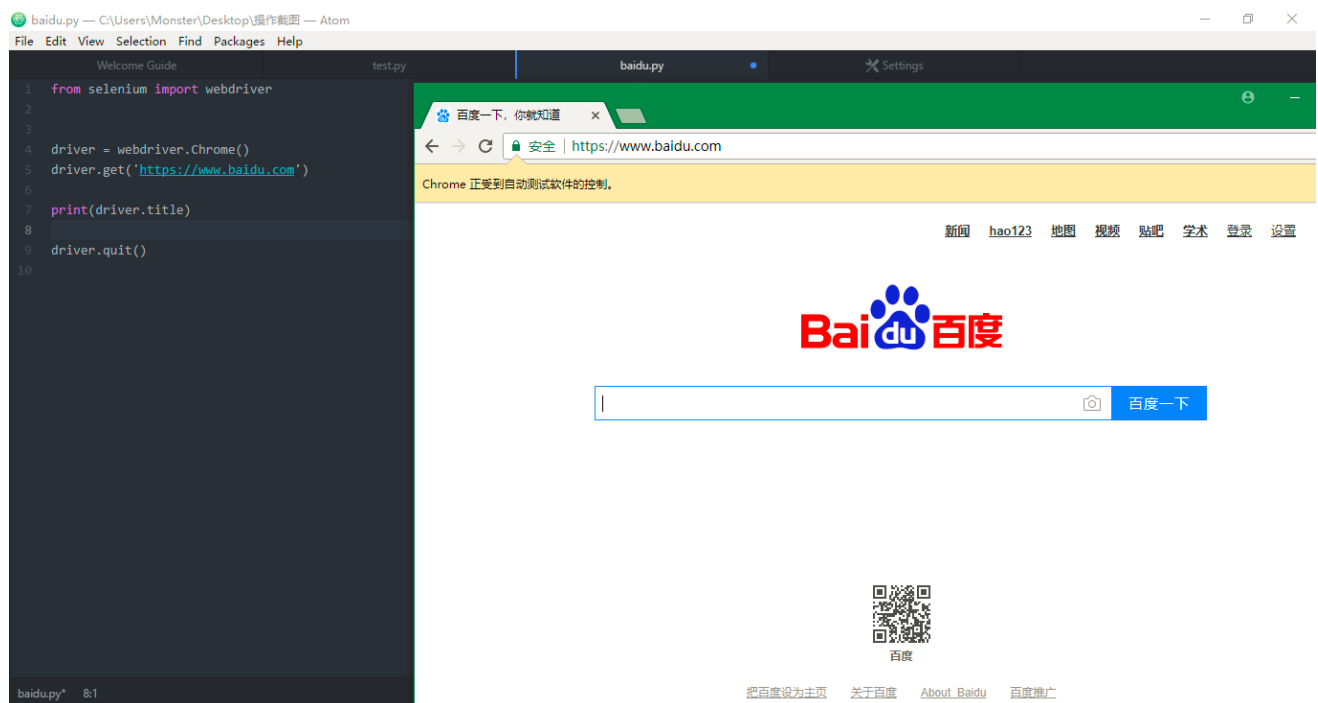 baidu.py — C:\Users\Monster\Desktop\操作截图 — Atom
File Edit View Selection Find Packages Help
Welcome Guide test.py baidu.py Settings
1 from selenium import webdriver
2
3
4 driver = webdriver.Chrome()
5 driver.get('https://www.baidu.com')
6
7 print(driver.title)
8
9 driver.quit()
10
baidu.py* 8:1
百度一下，你就知道
安全 | https://www.baidu.com
Chrome 正受到自动测试软件的控制。
新闻 hao123 地图 视频 贴吧 学术 登录 设置
Bai du 百度
百度一下
百度
把百度设为主页 关于百度 About Baidu 百度推广